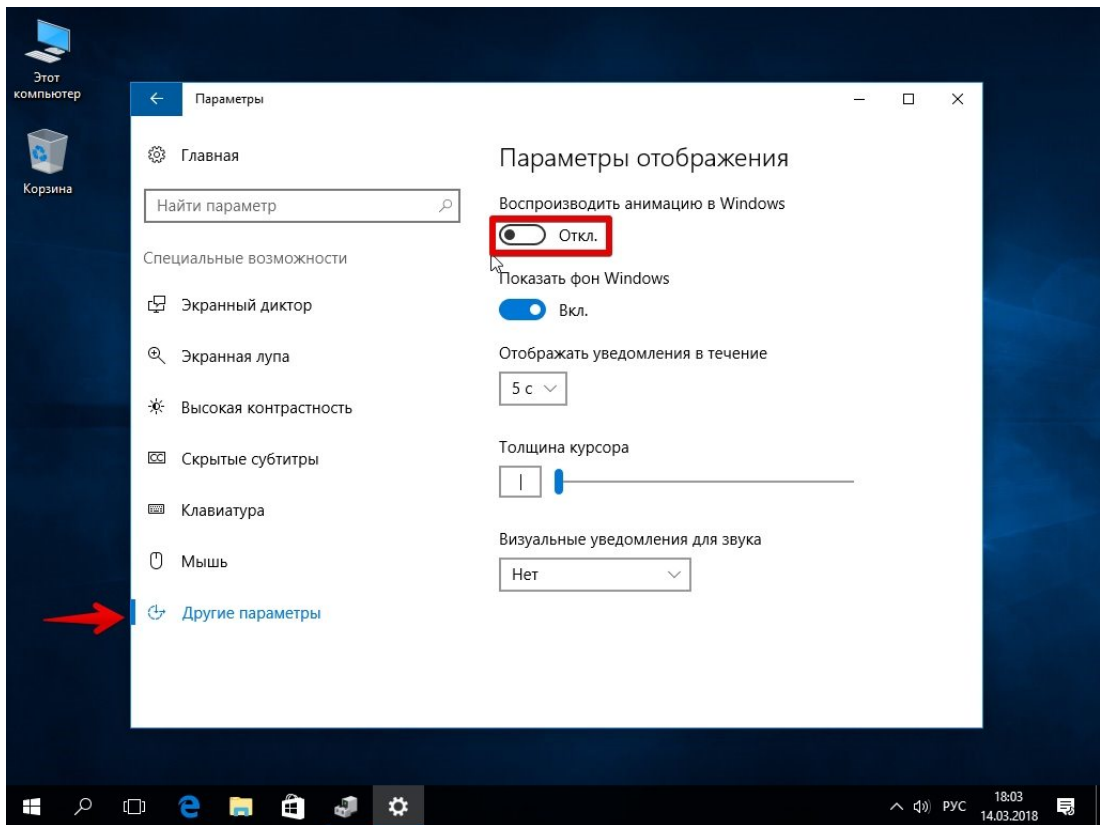 Этот
компьютер
Корзина
Параметры
Главная
Найти параметр
Специальные возможности
Экранный диктор
Экранная лупа
Высокая контрастность
CC Скрытые субтитры
Клавиатура
Мышь
Другие параметры
Параметры отображения
Воспроизводить анимацию в Windows
Откл.
Показать фон Windows
Вкл.
Отображать уведомления в течение
5 с
Толщина курсора
Визуальные уведомления для звука
Нет
РУС
18:03
14.03.2018